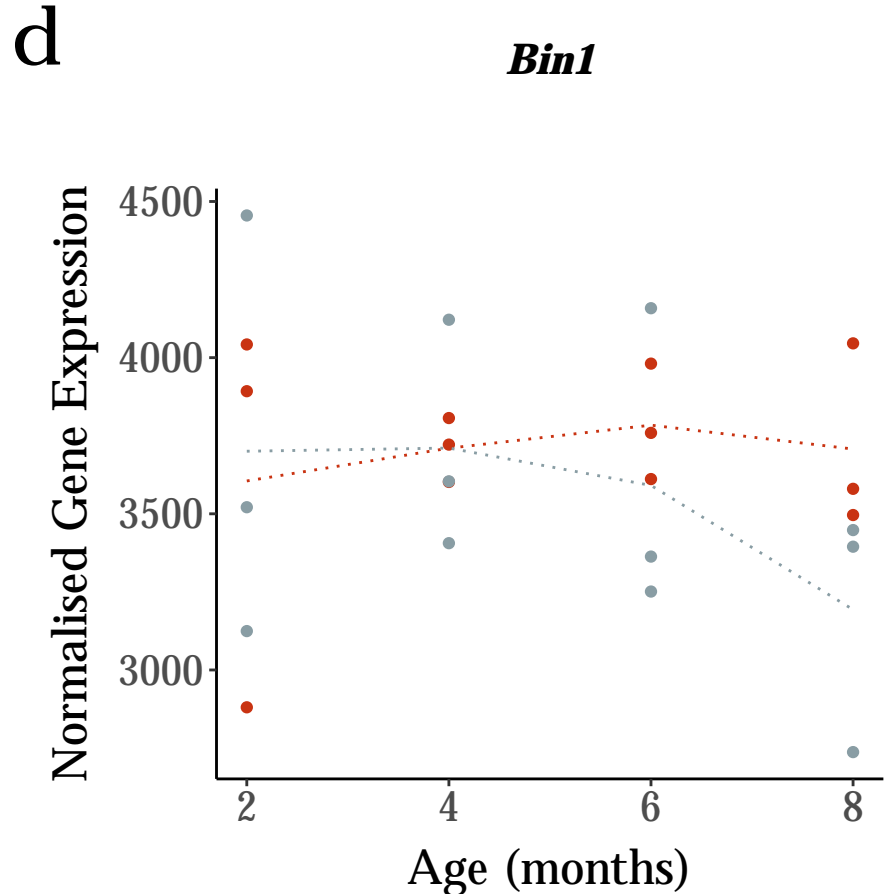 d
Bin1
Normalised Gene Expression
4500
4000
3500
3000
2 4 6 8
Age (months)